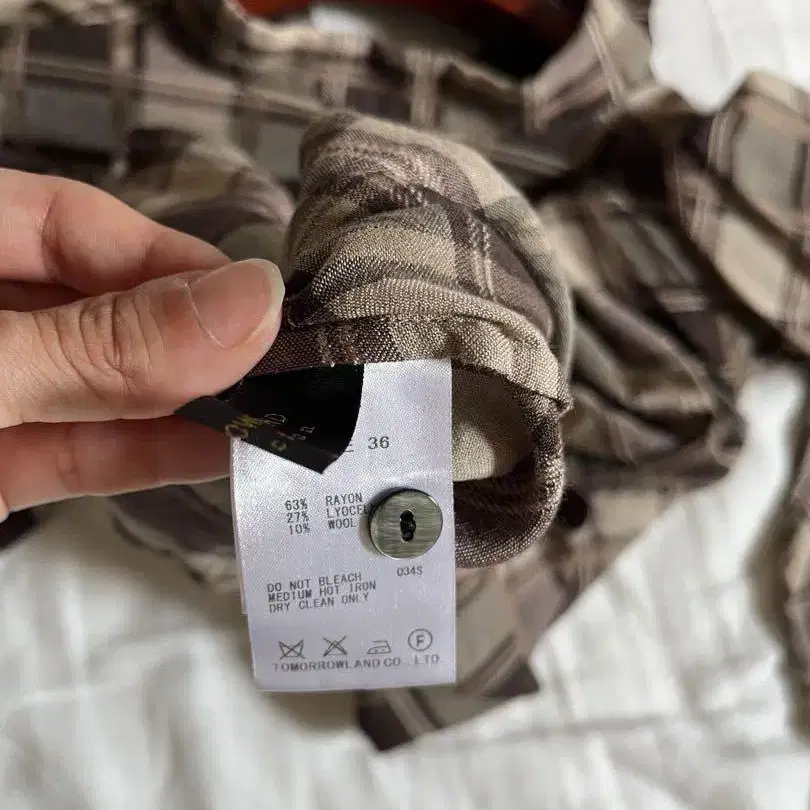 36
63% RAYON
27% LYOCELL
10% WOOL
034S
DO NOT BLEACH
MEDIUM HOT IRON
DRY CLEAN ONLY
F
TOMORROWLAND CO., LTD.